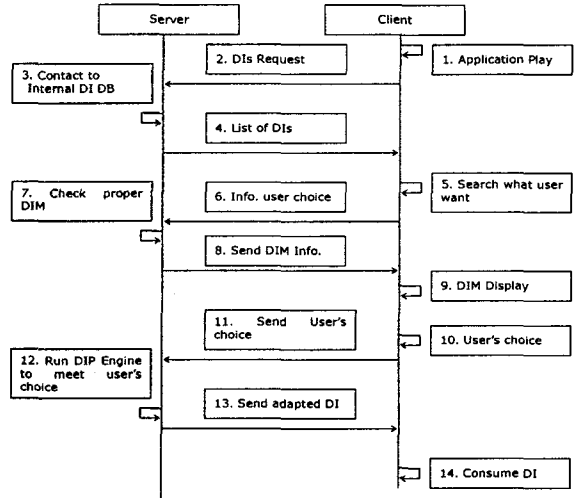 Server
Client
1. Application Play
2. DIs Request
3. Contact to
Internal DI DB
4. List of DIs
5. Search what user
want
6. Info. user choice
7. Check proper
DIM
8. Send DIM Info.
9. DIM Display
10. User's choice
11. Send User's
choice
12. Run DIP Engine
to meet user's
choice
13. Send adapted DI
14. Consume DI